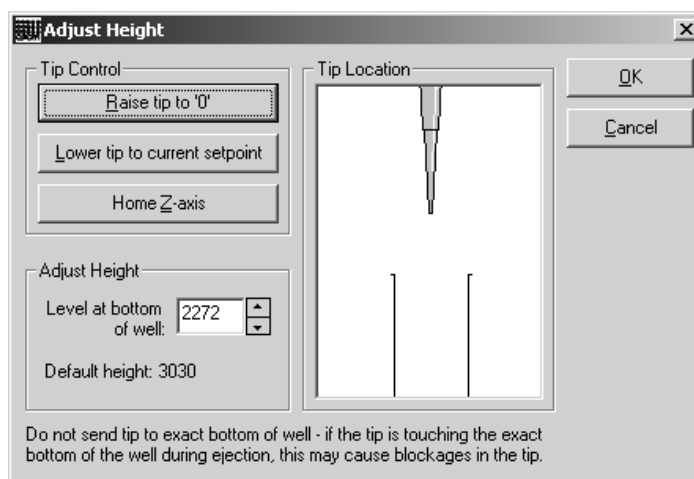 Adjust Height
Tip Control
Raise tip to '0'
Lower tip to current setpoint
Home Z-axis
Tip Location
OK
Cancel
Adjust Height
Level at bottom
of well:
2272
Default height: 3030
Do not send tip to exact bottom of well - if the tip is touching the exact
bottom of the well during ejection, this may cause blockages in the tip.